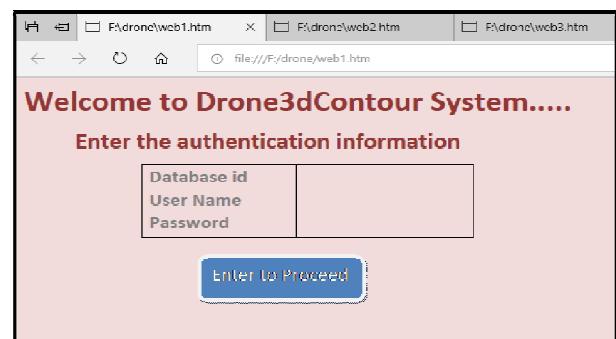 F:\drone\web1.htm
F:\drone\web2.htm
F:\drone\web3.htm
file:///F:/drone/web1.htm
Welcome to Drone3dContour System.....
Enter the authentication information
Database id
User Name
Password
Enter to Proceed